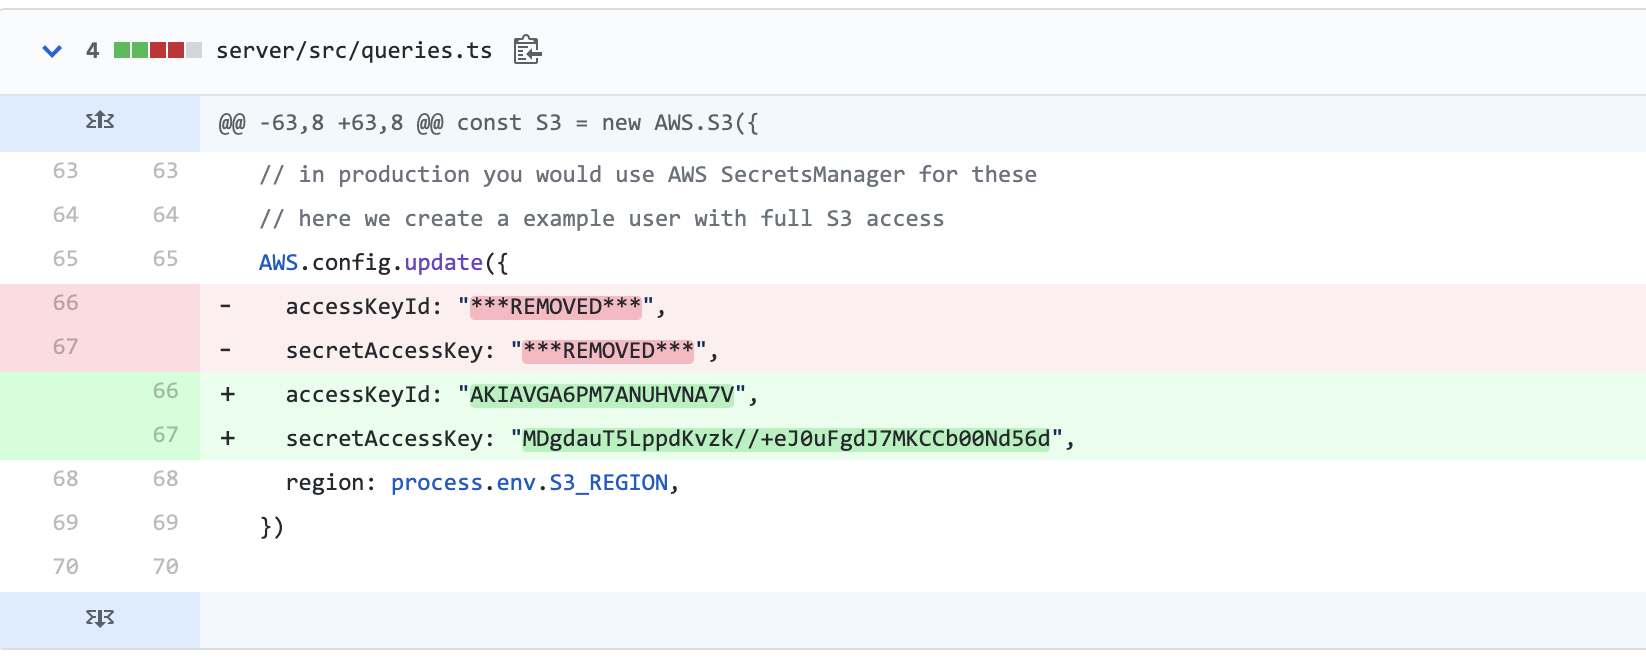 4 server/src/queries.ts
@@ -63,8 +63,8 @@ const S3 = new AWS.S3({
63 63 // in production you would use AWS SecretsManager for these
64 64 // here we create a example user with full S3 access
65 65 AWS.config.update({
66 - accessKeyId: "***REMOVED***",
67 - secretAccessKey: "***REMOVED***",
66 + accessKeyId: "AKIAVGA6PM7ANUHVNA7V",
67 + secretAccessKey: "MDgdauT5LppdKvzk//+eJ0uFgdJ7MKCCb00Nd56d",
68 68 region: process.env.S3_REGION,
69 69 })
70 70